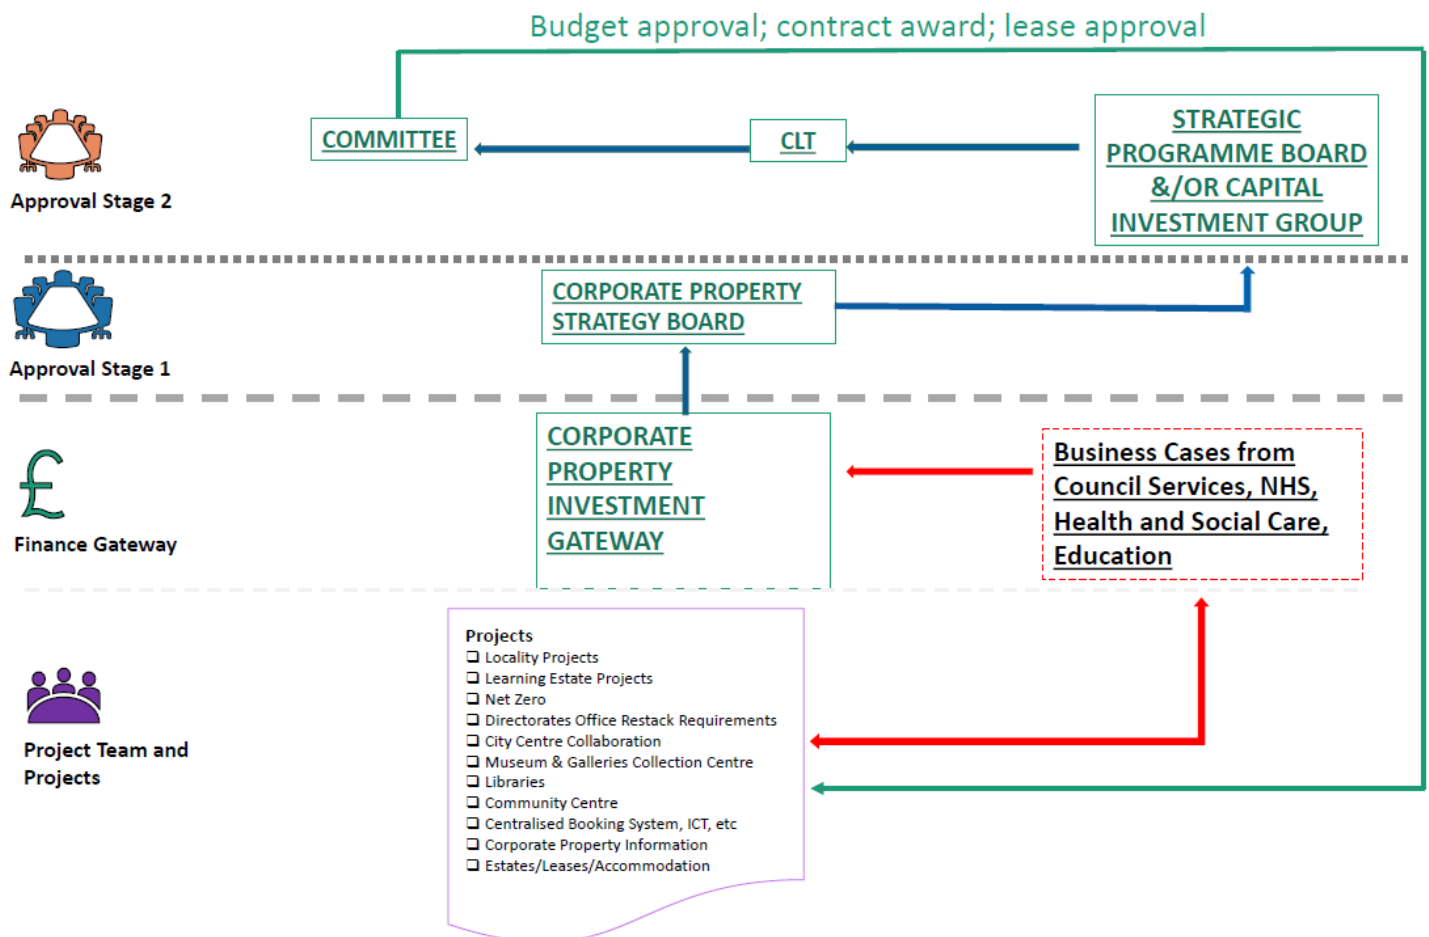 Budget approval; contract award; lease approval
COMMITTEE
CLT
STRATEGIC
PROGRAMME BOARD
&/OR CAPITAL
INVESTMENT GROUP
Approval Stage 2
CORPORATE PROPERTY
STRATEGY BOARD
Approval Stage 1
CORPORATE
PROPERTY
INVESTMENT
GATEWAY
Business Cases from
Council Services, NHS,
Health and Social Care,
Education
£
Finance Gateway
Projects
❑ Locality Projects
❑ Learning Estate Projects
❑ Net Zero
❑ Directorates Office Restack Requirements
❑ City Centre Collaboration
❑ Museum & Galleries Collection Centre
❑ Libraries
❑ Community Centre
❑ Centralised Booking System, ICT, etc
❑ Corporate Property Information
❑ Estates/Leases/Accommodation
Project Team and
Projects